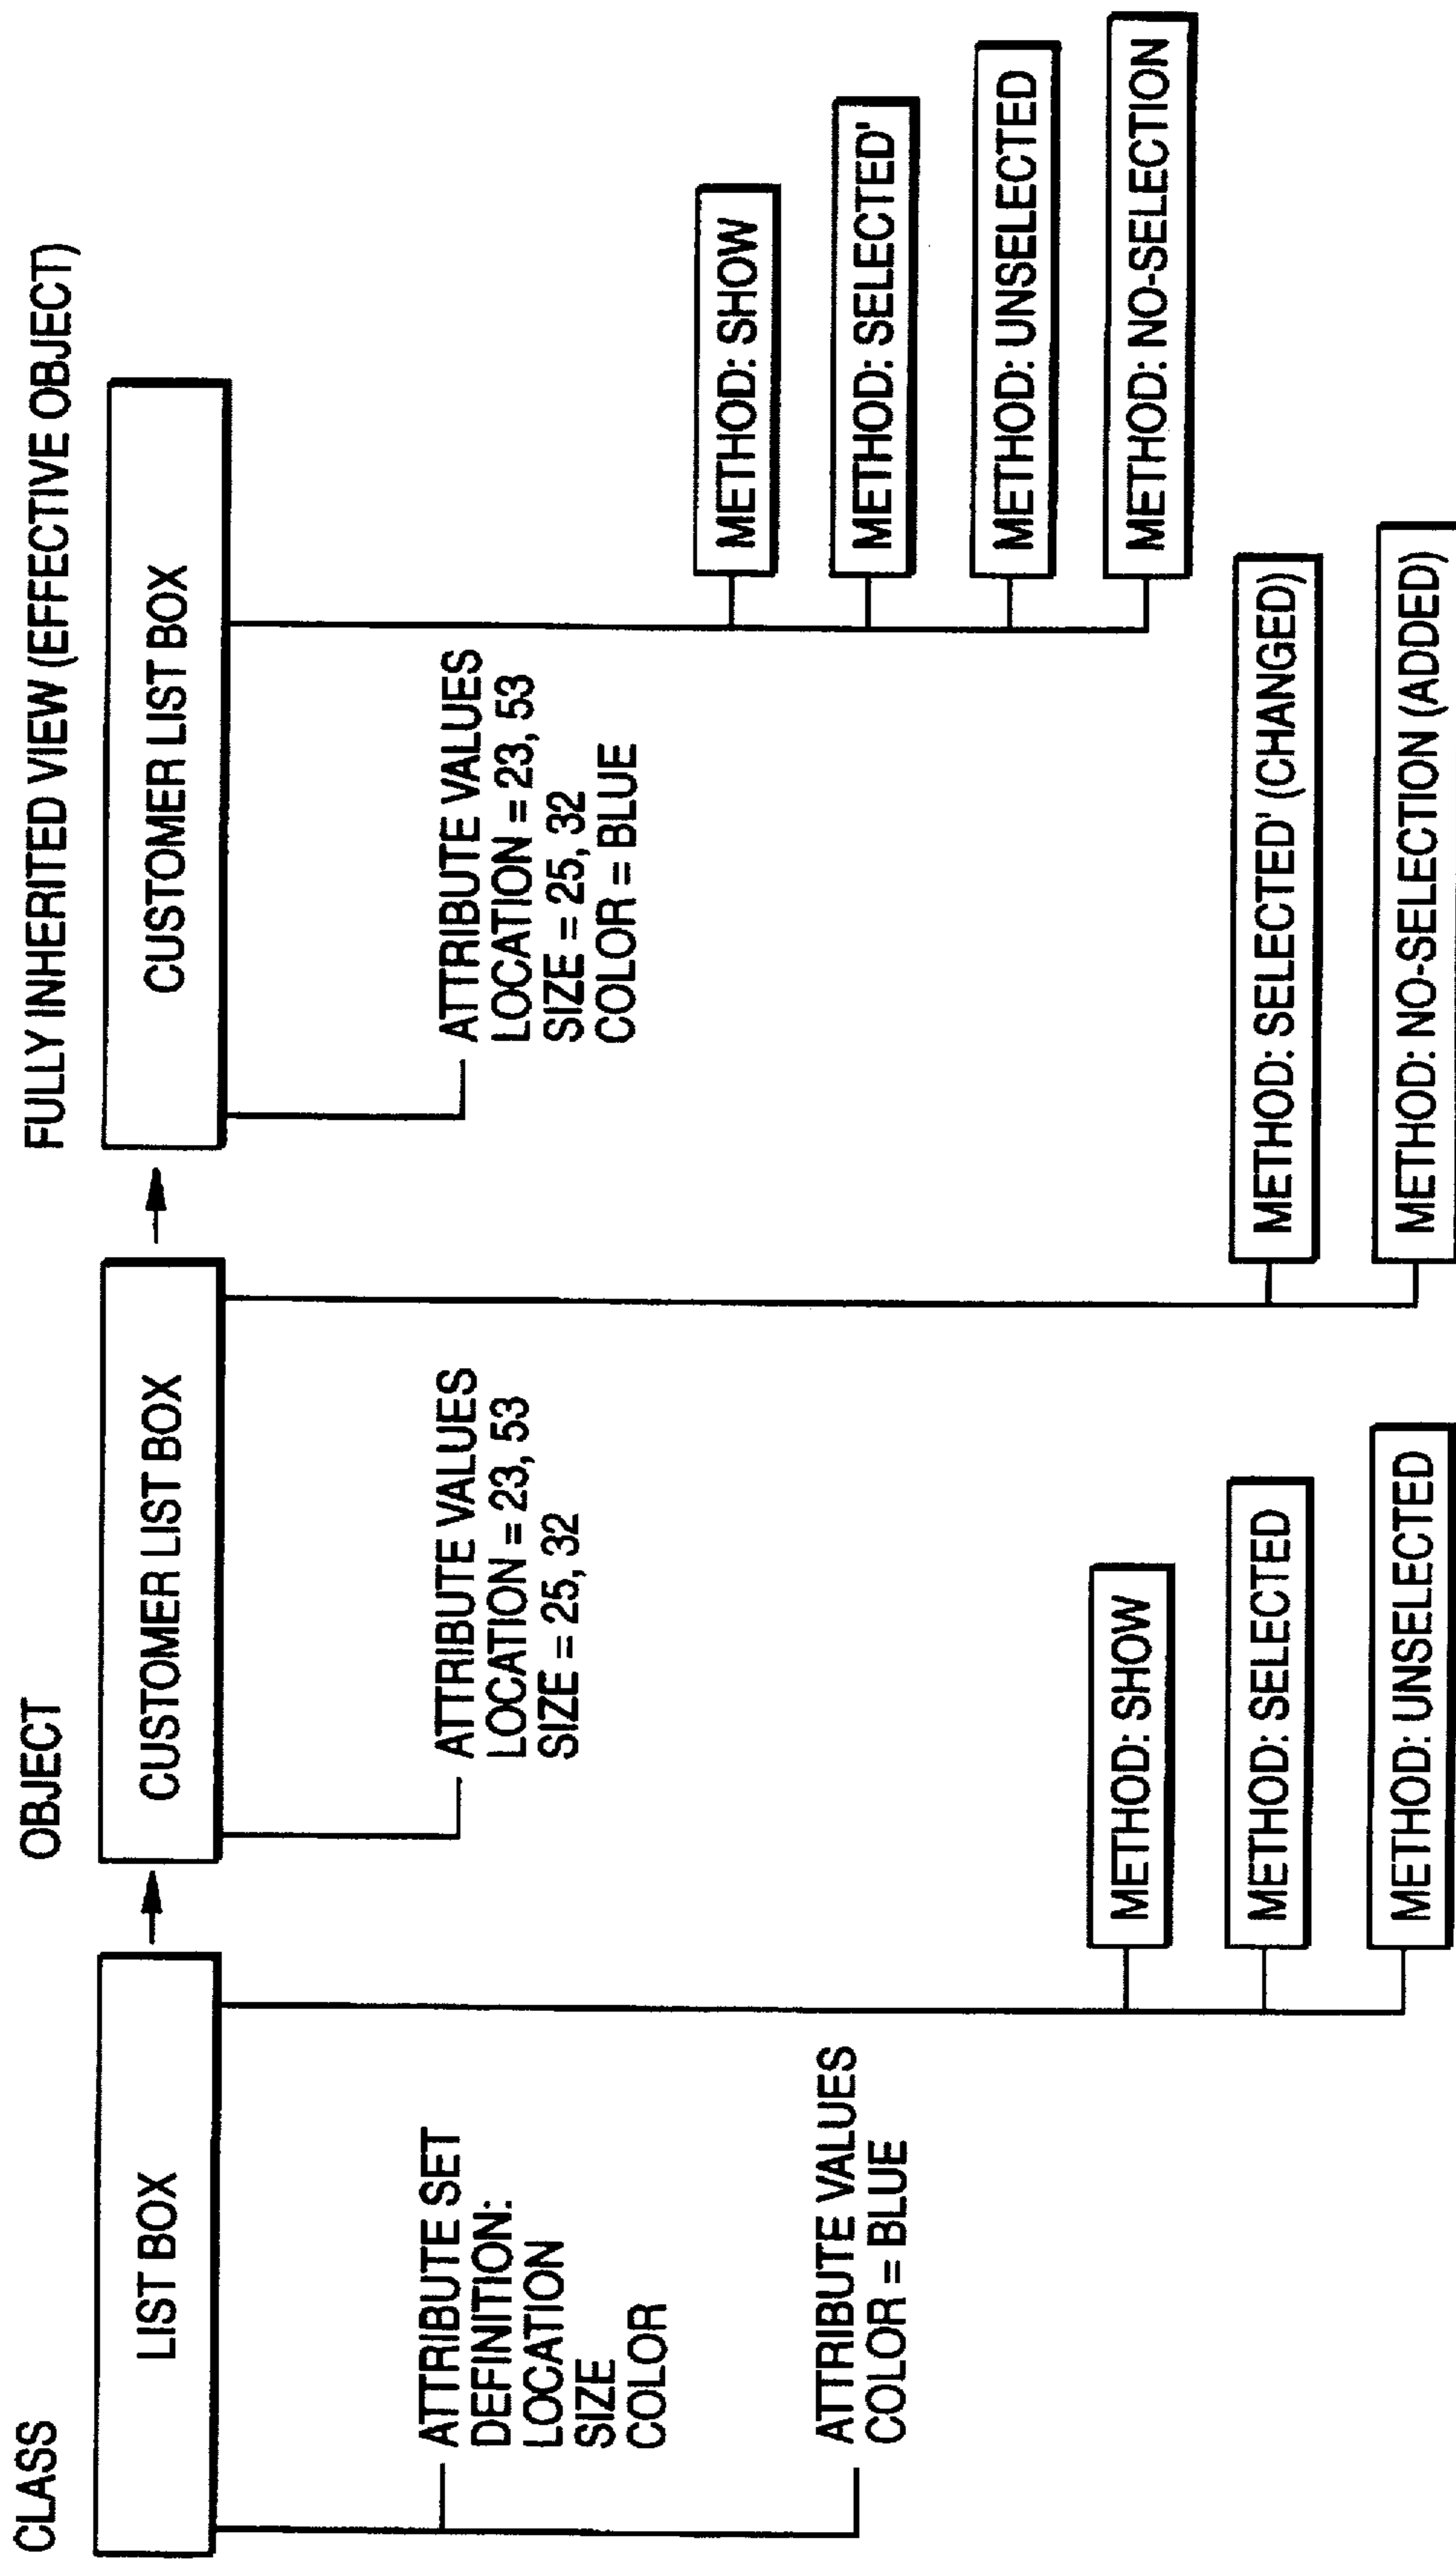 CLASS
LIST BOX
ATTRIBUTE SET
DEFINITION:
LOCATION
SIZE
COLOR
ATTRIBUTE VALUES
COLOR = BLUE
METHOD: SHOW
METHOD: SELECTED
METHOD: UNSELECTED
OBJECT
CUSTOMER LIST BOX
ATTRIBUTE VALUES
LOCATION = 23, 53
SIZE = 25, 32
METHOD: SELECTED' (CHANGED)
METHOD: NO-SELECTION (ADDED)
FULLY INHERITED VIEW (EFFECTIVE OBJECT)
CUSTOMER LIST BOX
ATTRIBUTE VALUES
LOCATION = 23, 53
SIZE = 25, 32
COLOR = BLUE
METHOD: SHOW
METHOD: SELECTED'
METHOD: UNSELECTED
METHOD: NO-SELECTION